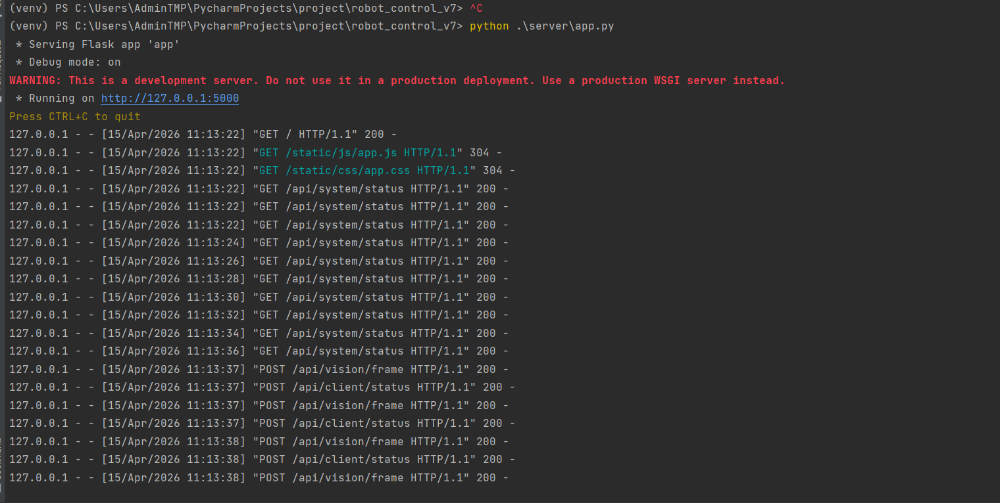 (venv) PS C:\Users\AdminTMP\PycharmProjects\project\robot_control_v7> ^C
(venv) PS C:\Users\AdminTMP\PycharmProjects\project\robot_control_v7> python .\server\app.py
 * Serving Flask app 'app'
 * Debug mode: on
WARNING: This is a development server. Do not use it in a production deployment. Use a production WSGI server instead.
 * Running on http://127.0.0.1:5000
Press CTRL+C to quit
127.0.0.1 - - [15/Apr/2026 11:13:22] "GET / HTTP/1.1" 200 -
127.0.0.1 - - [15/Apr/2026 11:13:22] "GET /static/js/app.js HTTP/1.1" 304 -
127.0.0.1 - - [15/Apr/2026 11:13:22] "GET /static/css/app.css HTTP/1.1" 304 -
127.0.0.1 - - [15/Apr/2026 11:13:22] "GET /api/system/status HTTP/1.1" 200 -
127.0.0.1 - - [15/Apr/2026 11:13:22] "GET /api/system/status HTTP/1.1" 200 -
127.0.0.1 - - [15/Apr/2026 11:13:22] "GET /api/system/status HTTP/1.1" 200 -
127.0.0.1 - - [15/Apr/2026 11:13:24] "GET /api/system/status HTTP/1.1" 200 -
127.0.0.1 - - [15/Apr/2026 11:13:26] "GET /api/system/status HTTP/1.1" 200 -
127.0.0.1 - - [15/Apr/2026 11:13:28] "GET /api/system/status HTTP/1.1" 200 -
127.0.0.1 - - [15/Apr/2026 11:13:30] "GET /api/system/status HTTP/1.1" 200 -
127.0.0.1 - - [15/Apr/2026 11:13:32] "GET /api/system/status HTTP/1.1" 200 -
127.0.0.1 - - [15/Apr/2026 11:13:34] "GET /api/system/status HTTP/1.1" 200 -
127.0.0.1 - - [15/Apr/2026 11:13:36] "GET /api/system/status HTTP/1.1" 200 -
127.0.0.1 - - [15/Apr/2026 11:13:37] "POST /api/vision/frame HTTP/1.1" 200 -
127.0.0.1 - - [15/Apr/2026 11:13:37] "POST /api/client/status HTTP/1.1" 200 -
127.0.0.1 - - [15/Apr/2026 11:13:37] "POST /api/vision/frame HTTP/1.1" 200 -
127.0.0.1 - - [15/Apr/2026 11:13:37] "POST /api/client/status HTTP/1.1" 200 -
127.0.0.1 - - [15/Apr/2026 11:13:38] "POST /api/vision/frame HTTP/1.1" 200 -
127.0.0.1 - - [15/Apr/2026 11:13:38] "POST /api/client/status HTTP/1.1" 200 -
127.0.0.1 - - [15/Apr/2026 11:13:38] "POST /api/vision/frame HTTP/1.1" 200 -